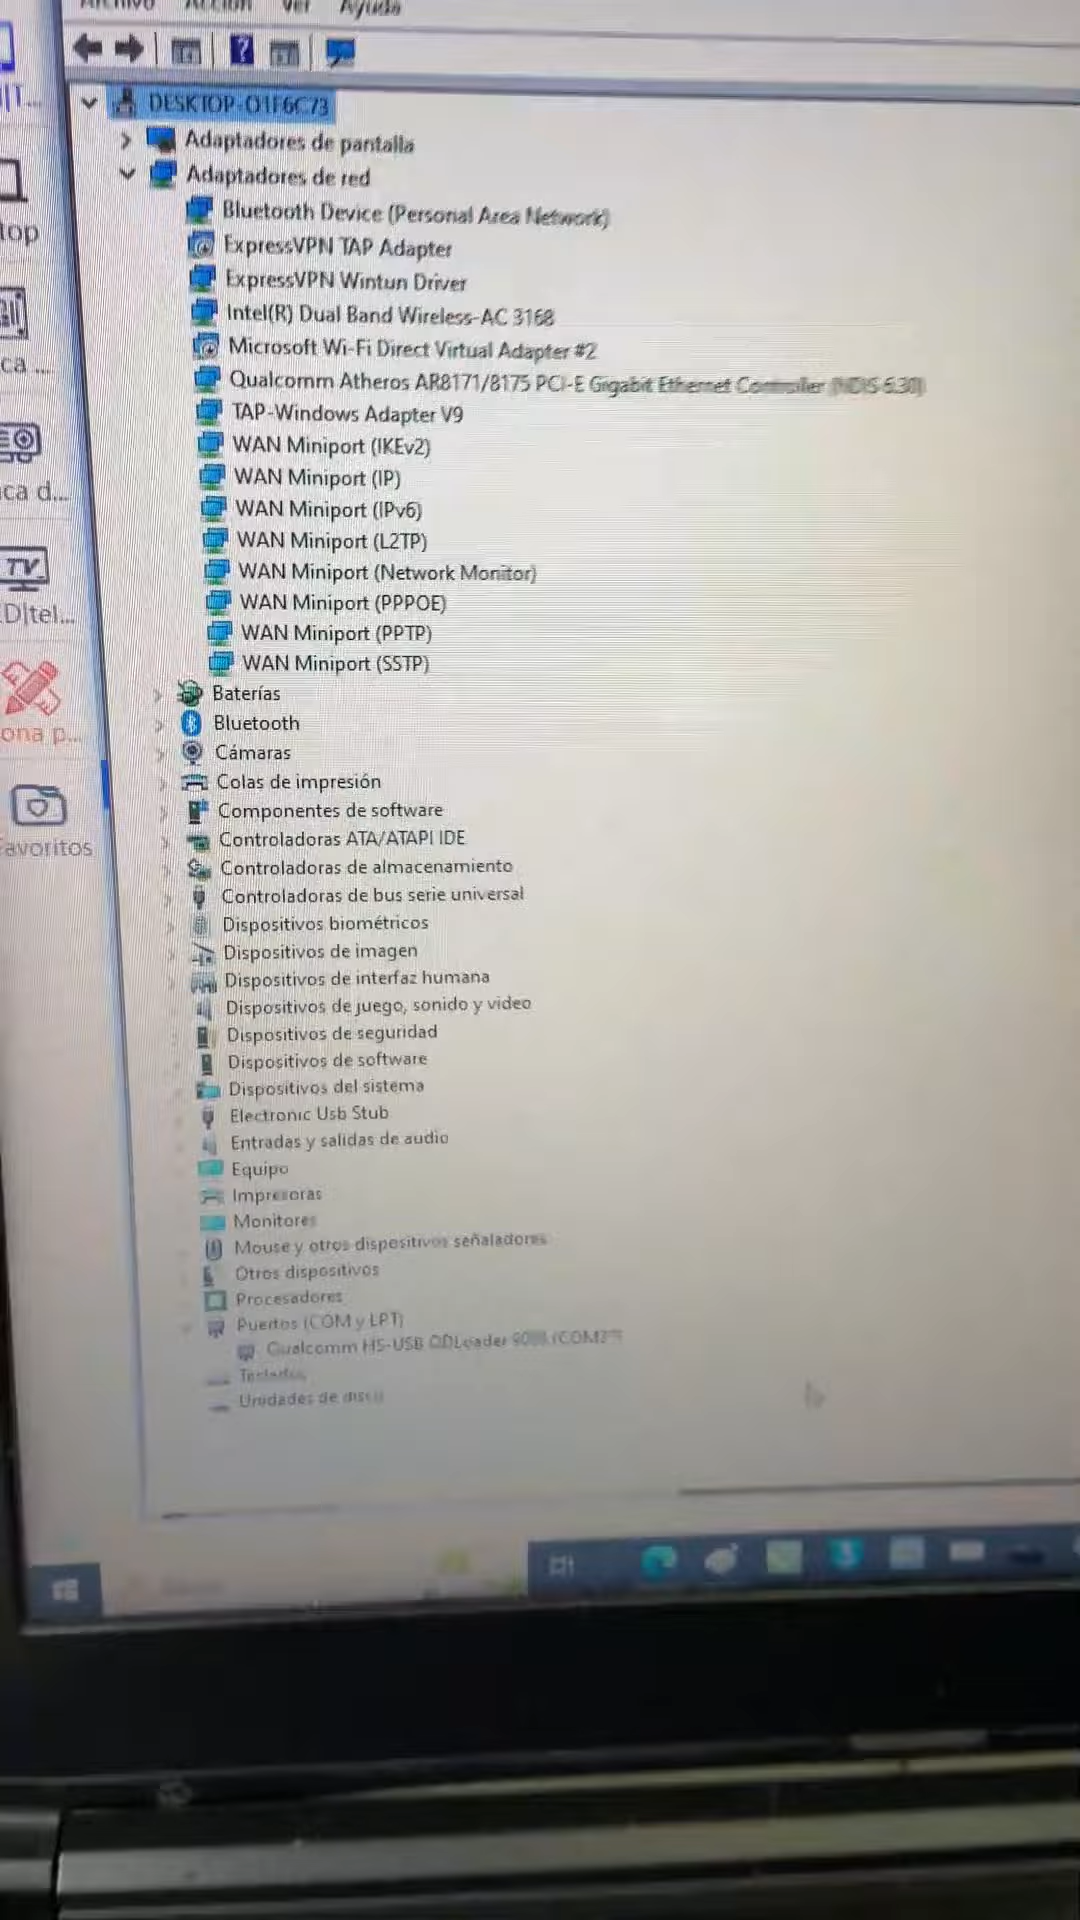 Archivo Acción Ver Ayuda
DESKTOP-O1F6C73
Adaptadores de pantalla
Adaptadores de red
Bluetooth Device (Personal Area Network)
ExpressVPN TAP Adapter
ExpressVPN Wintun Driver
Intel(R) Dual Band Wireless-AC 3168
Microsoft Wi-Fi Direct Virtual Adapter #2
Qualcomm Atheros AR8171/8175 PCI-E Gigabit Ethernet Controller (NDIS 6.30)
TAP-Windows Adapter V9
WAN Miniport (IKEv2)
WAN Miniport (IP)
WAN Miniport (IPv6)
WAN Miniport (L2TP)
WAN Miniport (Network Monitor)
WAN Miniport (PPPOE)
WAN Miniport (PPTP)
WAN Miniport (SSTP)
Baterías
Bluetooth
Cámaras
Colas de impresión
Componentes de software
Controladoras ATA/ATAPI IDE
Controladoras de almacenamiento
Controladoras de bus serie universal
Dispositivos biométricos
Dispositivos de imagen
Dispositivos de interfaz humana
Dispositivos de juego, sonido y video
Dispositivos de seguridad
Dispositivos de software
Dispositivos del sistema
Electronic Usb Stub
Entradas y salidas de audio
Equipo
Impresoras
Monitores
Mouse y otros dispositivos señaladores
Otros dispositivos
Procesadores
Puertos (COM y LPT)
Qualcomm HS-USB QDLoader 9008
Teclados
Unidades de disco
top
ca ...
ca d...
TV
D|tel...
ona p...
avoritos